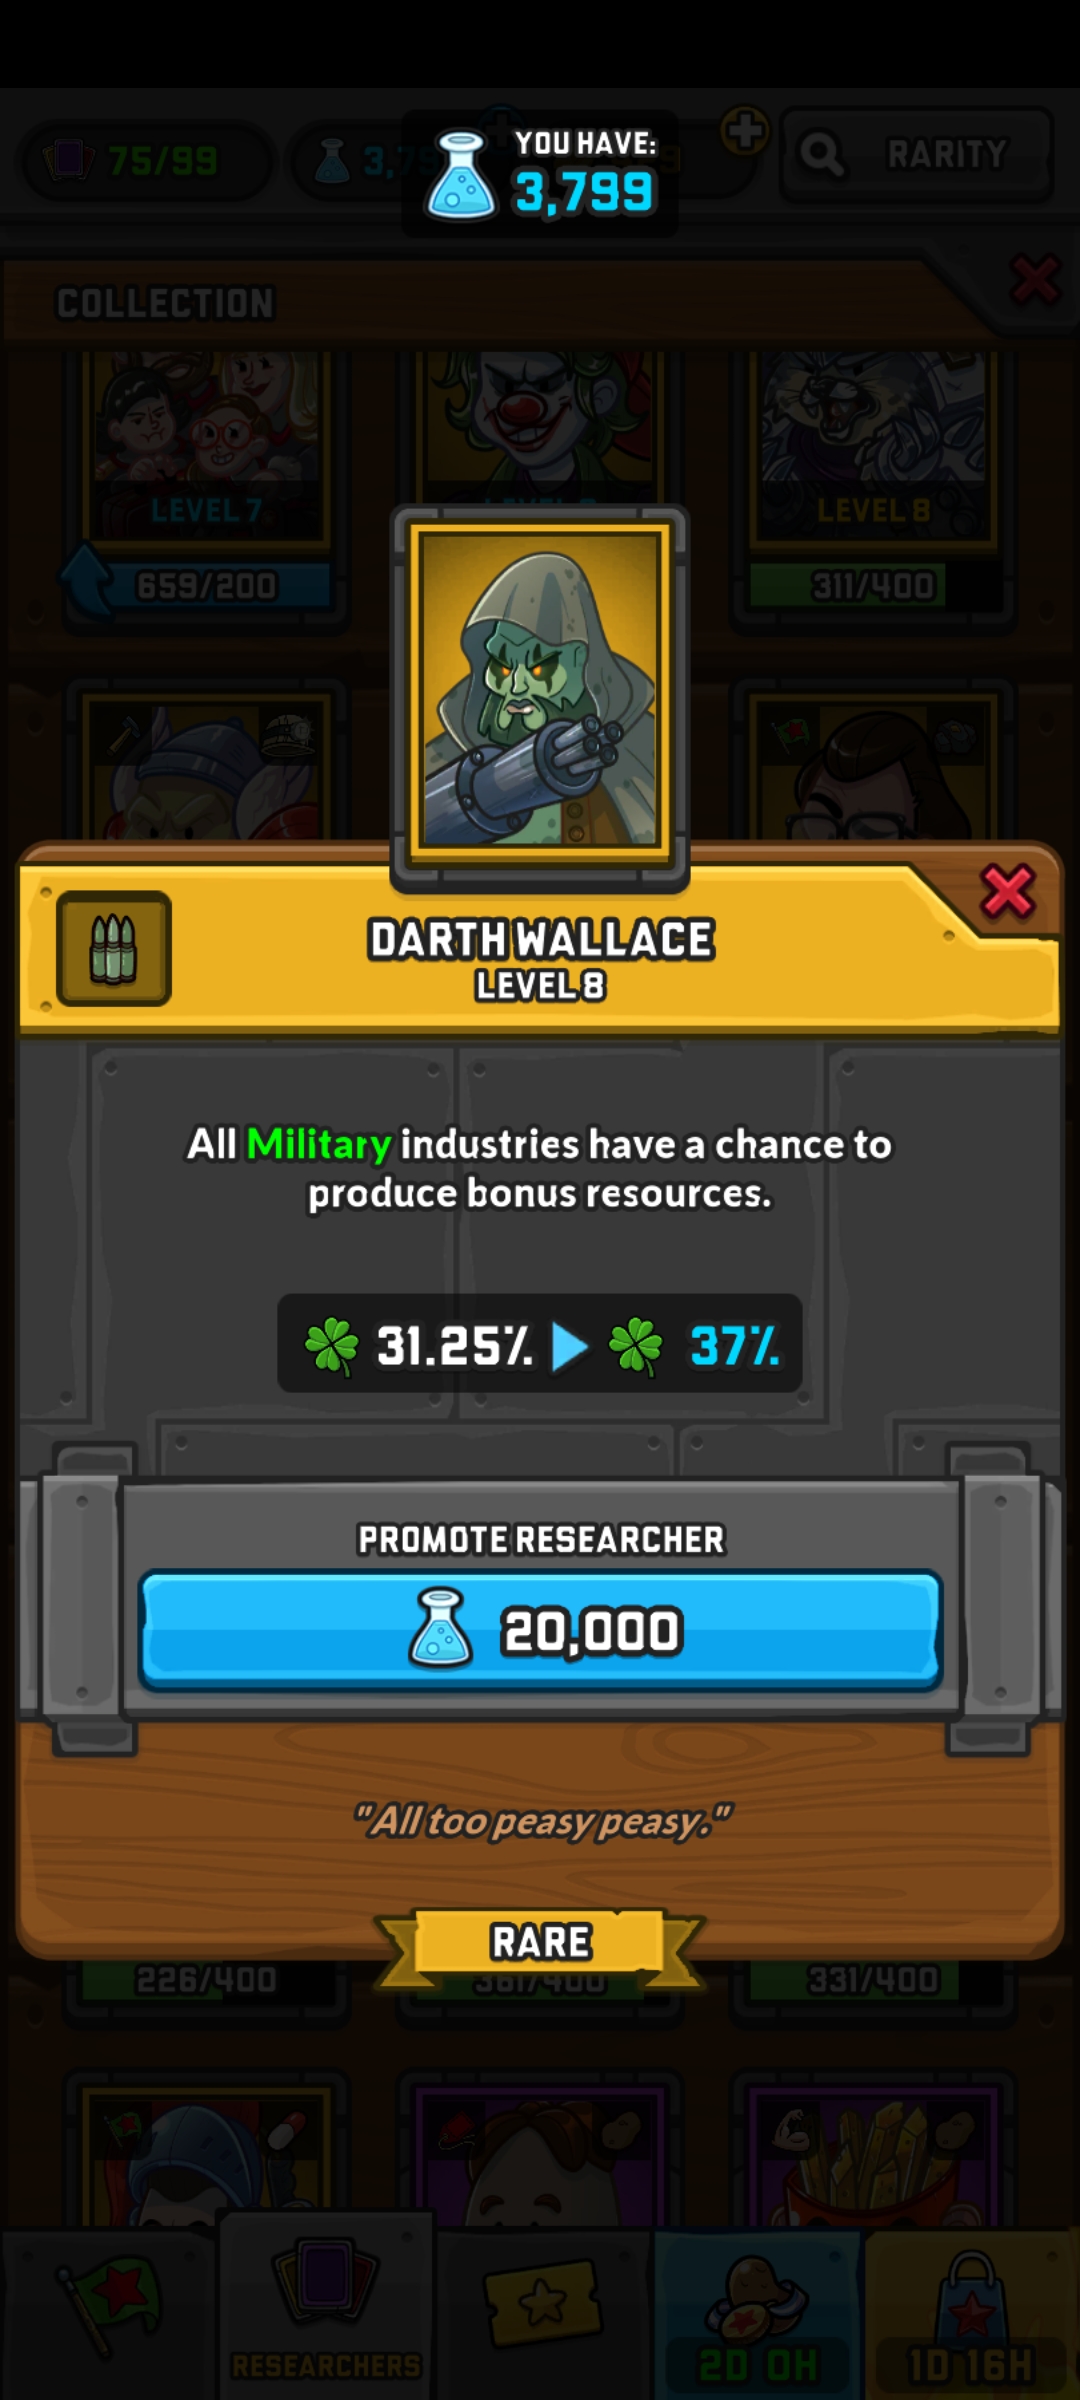 75/99
YOU HAVE:
3,799
RARITY
COLLECTION
LEVEL 7
LEVEL 8
659/200
311/400
DARTH WALLACE
LEVEL 8
All Military industries have a chance to
produce bonus resources.
31.25% 37%
PROMOTE RESEARCHER
20,000
"All too peasy peasy."
RARE
226/400
361/400
331/400
RESEARCHERS
2D 0H
1D 16H